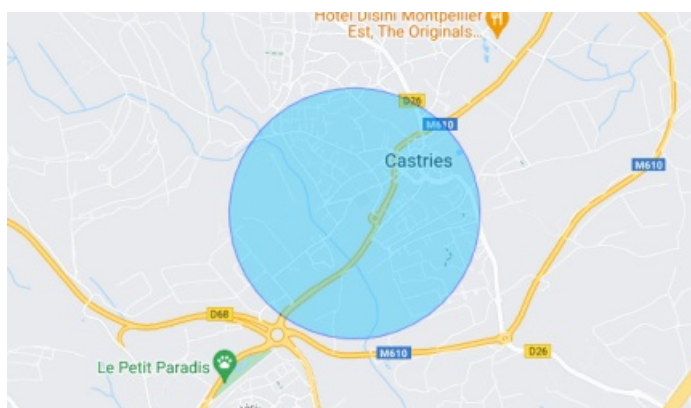 Hotel Disini Montpellier
Est, The Originals...
D26
M610
Castries
M610
D68
M610
D26
Le Petit Paradis